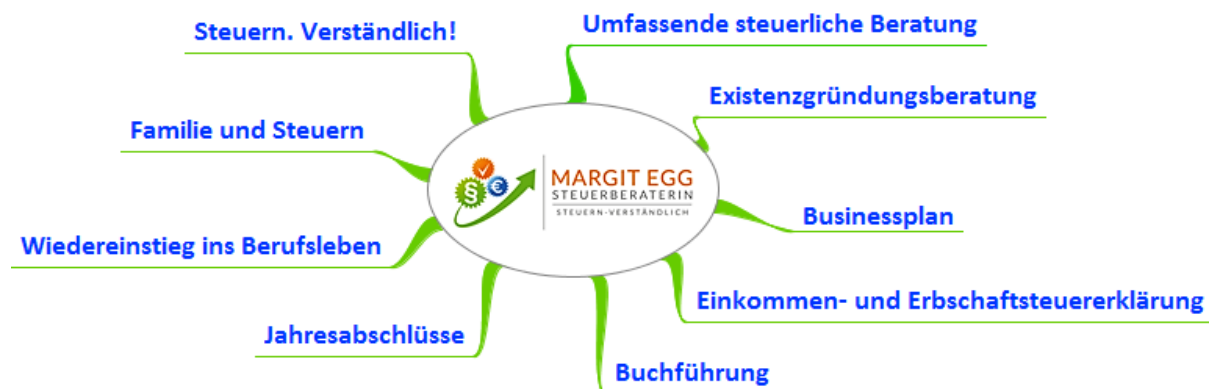 Steuern. Verständlich!
Umfassende steuerliche Beratung
Existenzgründungsberatung
Familie und Steuern
§
€
MARGIT EGG
STEUERBERATERIN
STEUERN-VERSTÄNDLICH
Businessplan
Wiedereinstieg ins Berufsleben
Einkommen- und Erbschaftsteuererklärung
Jahresabschlüsse
Buchführung